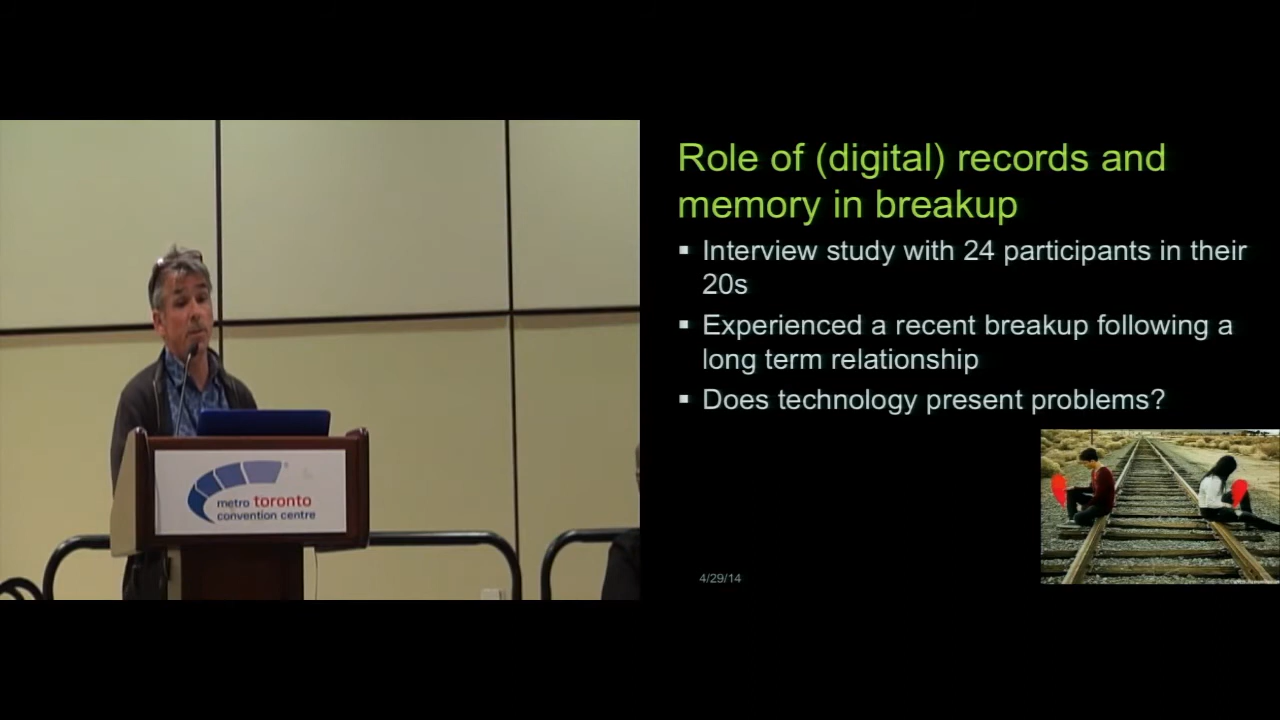 metro toronto
convention centre
Role of (digital) records and
memory in breakup
▪ Interview study with 24 participants in their
20s
▪ Experienced a recent breakup following a
long term relationship
▪ Does technology present problems?
4/29/14